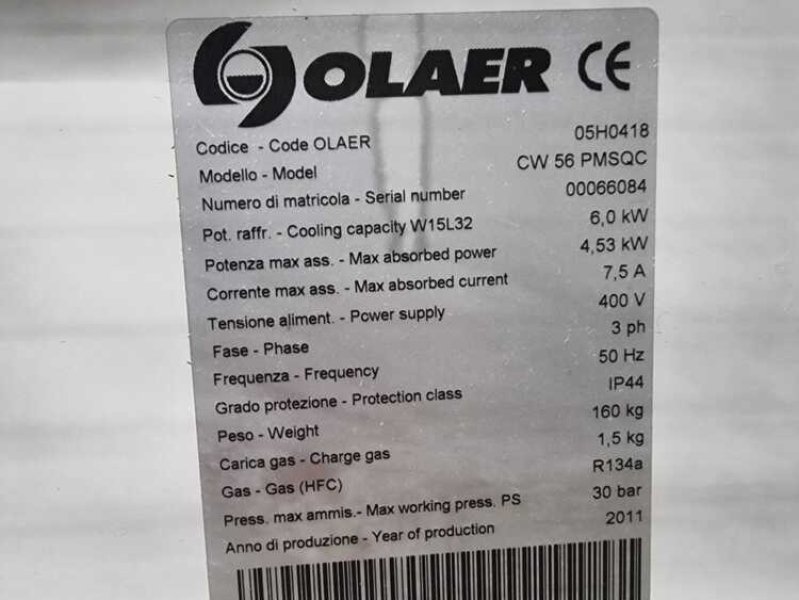 OLAER CE
Codice - Code OLAER 05H0418
Modello - Model CW 56 PMSQC
Numero di matricola - Serial number 00066084
Pot. raffr. - Cooling capacity W15L32 6,0 kW
Potenza max ass. - Max absorbed power 4,53 kW
Corrente max ass. - Max absorbed current 7,5 A
Tensione aliment. - Power supply 400 V
Fase - Phase 3 ph
Frequenza - Frequency 50 Hz
Grado protezione - Protection class IP44
Peso - Weight 160 kg
Carica gas - Charge gas 1,5 kg
Gas - Gas (HFC) R134a
Press. max ammis.- Max working press. PS 30 bar
Anno di produzione - Year of production 2011